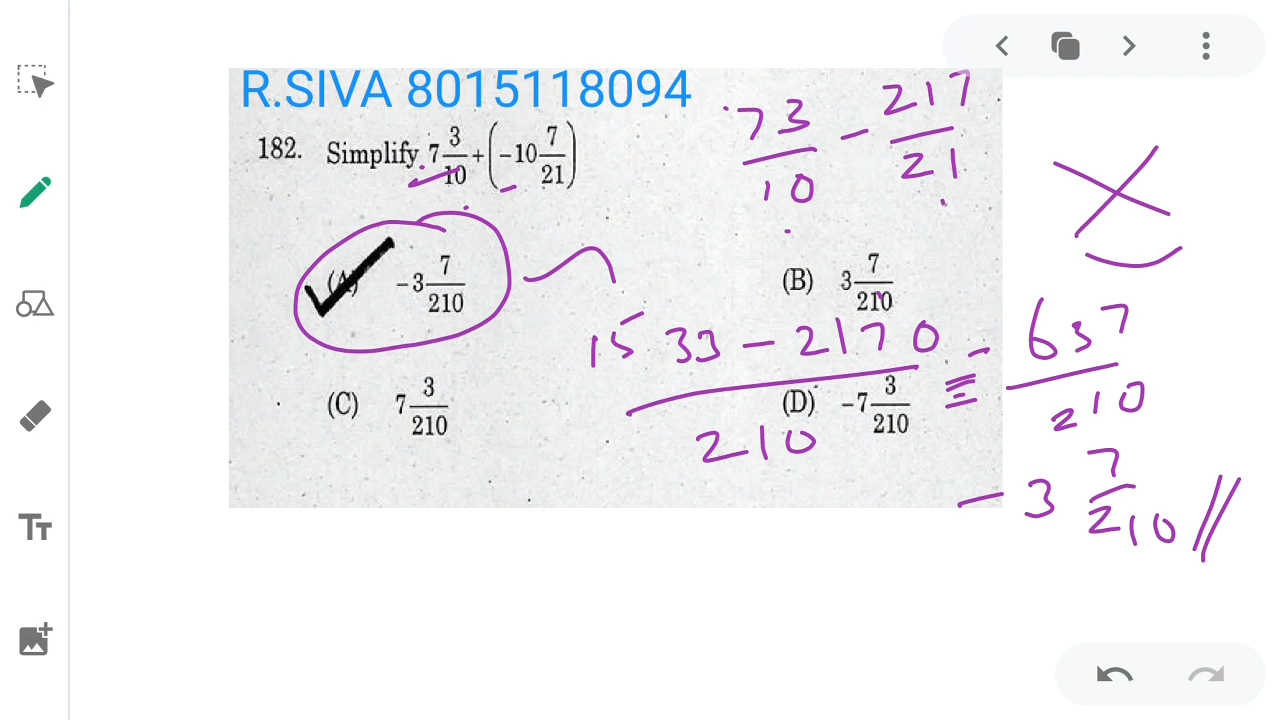 R.SIVA 8015118094
182. Simplify 7 3/10 + (-10 7/21)
(A) -3 7/210
(B) 3 7/210
(C) 7 3/210
(D) -7 3/210
73/10 - 217/21
1533 - 2170 / 210 = - 637/210
- 3 7/210 //
Tт